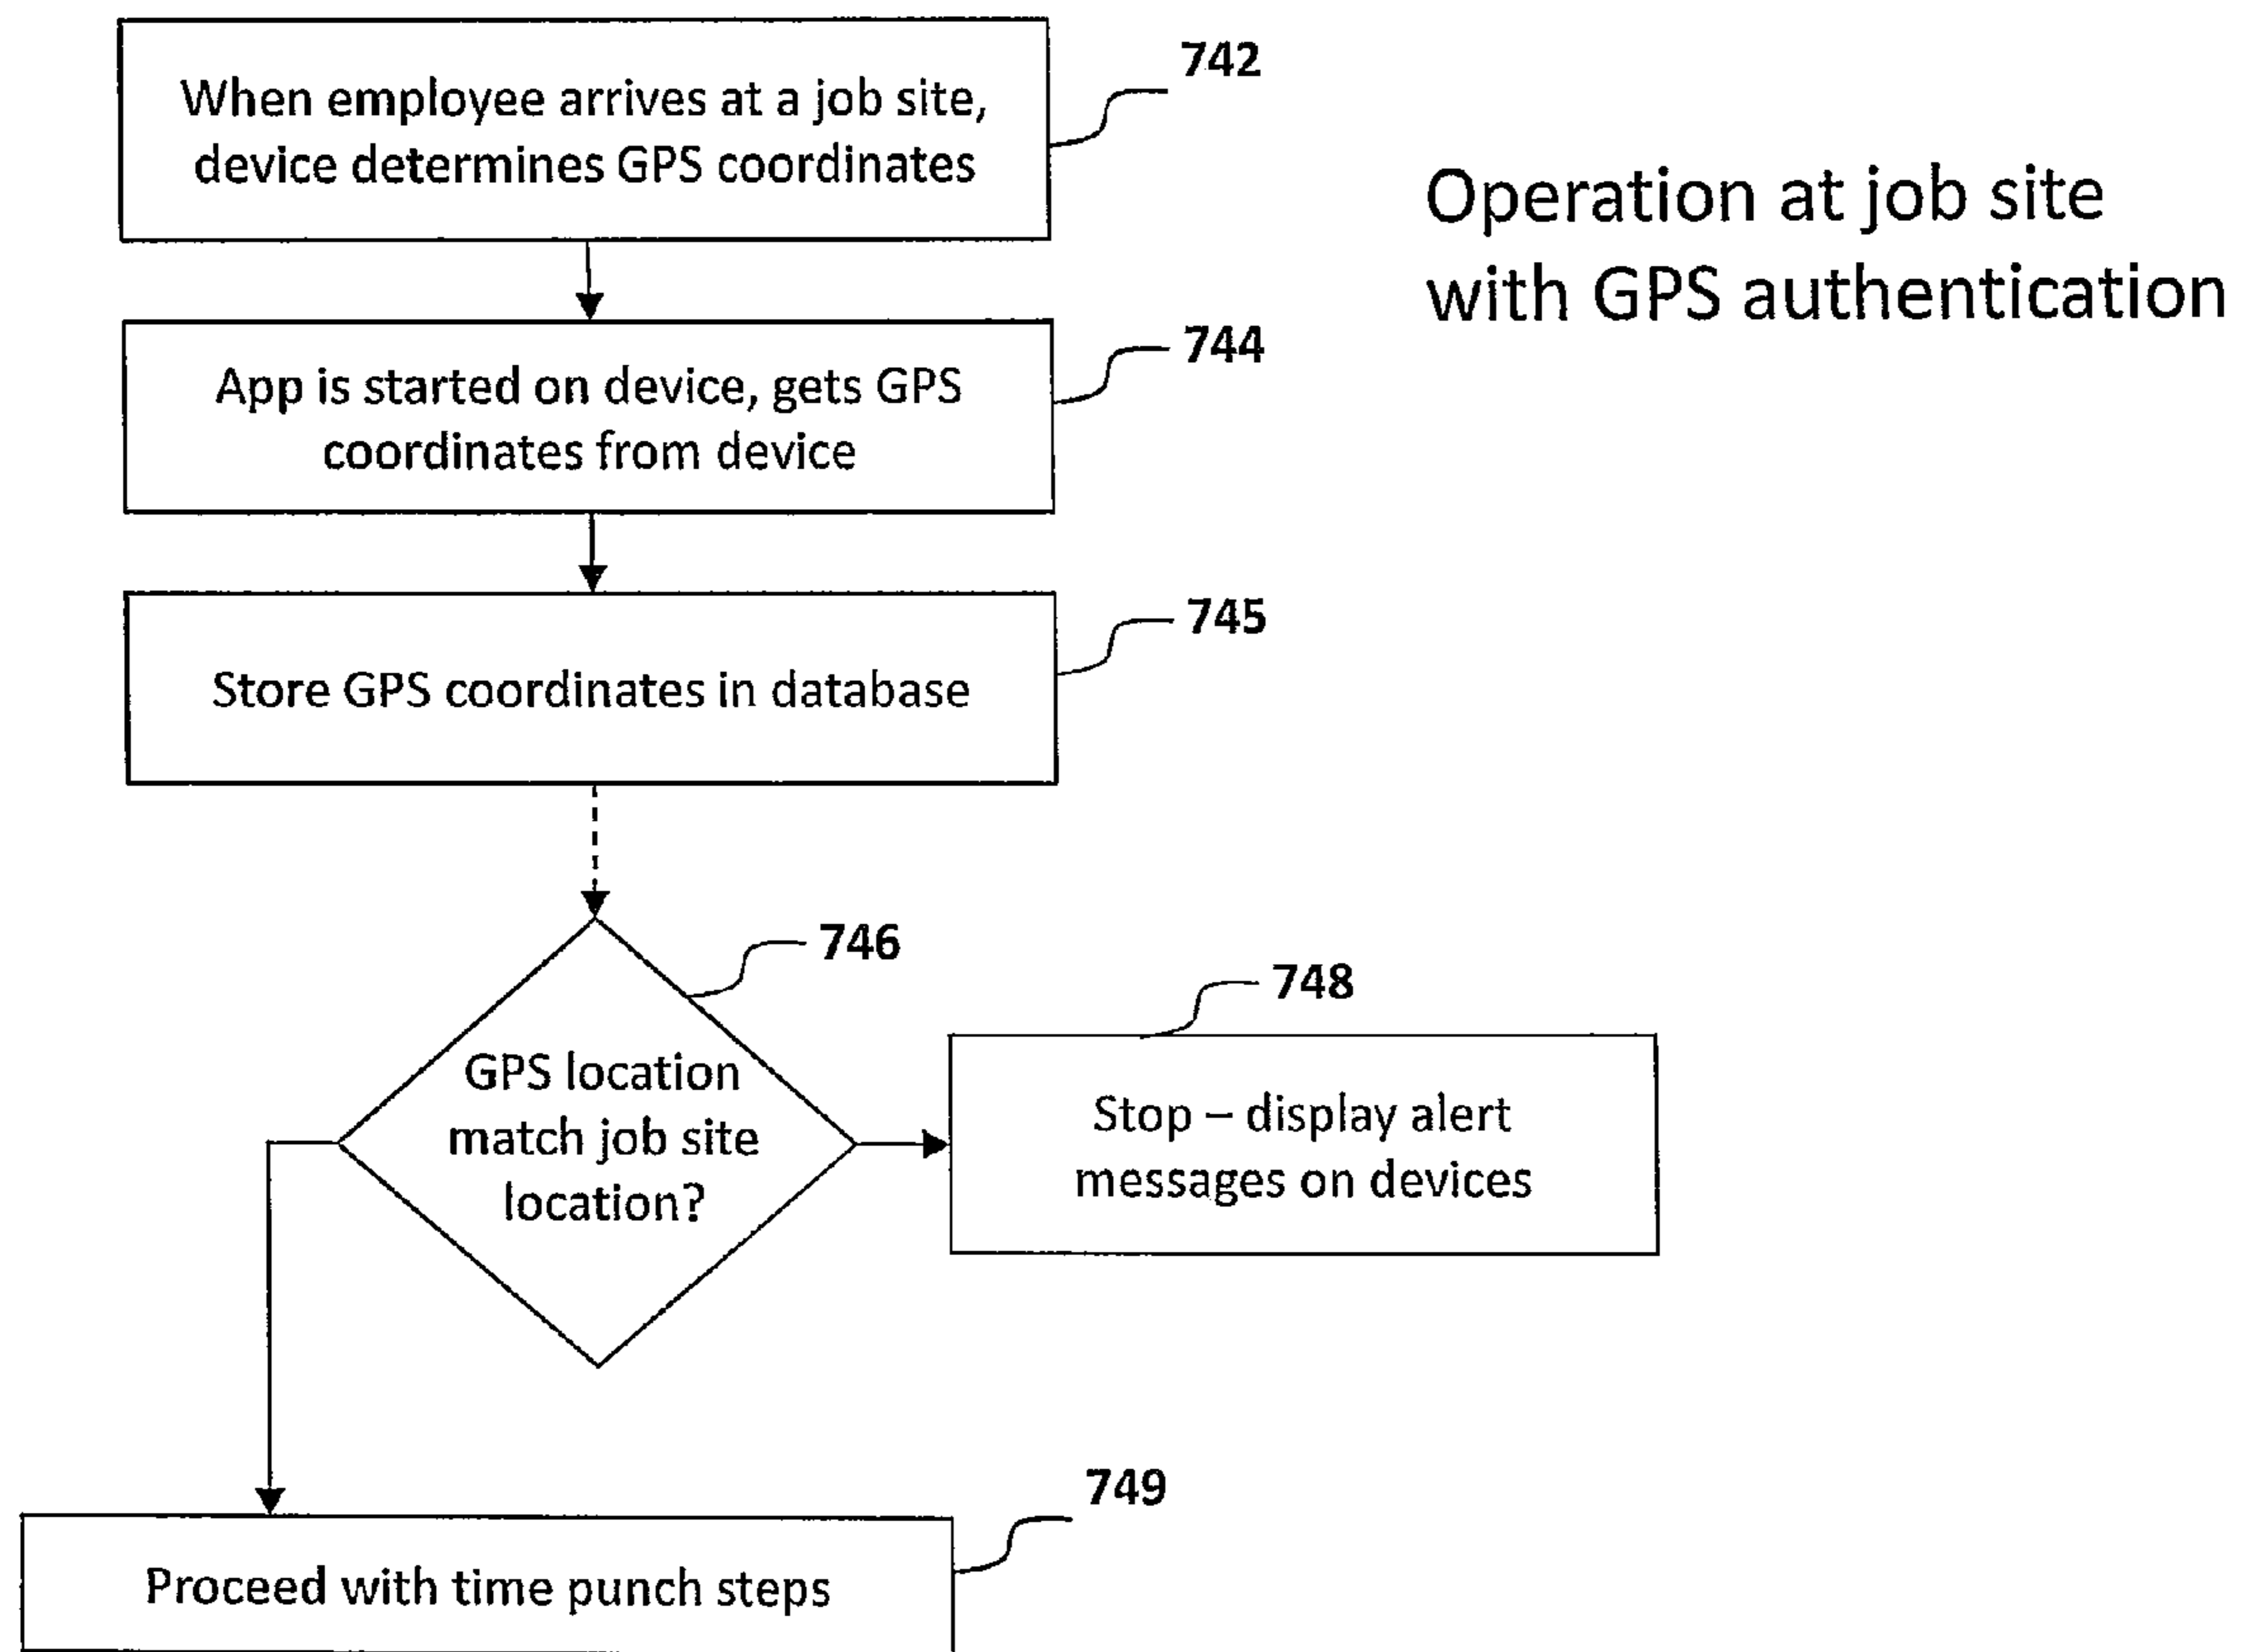 When employee arrives at a job site,
device determines GPS coordinates
742
Operation at job site
with GPS authentication
App is started on device, gets GPS
coordinates from device
744
Store GPS coordinates in database
745
GPS location
match job site
location?
746
Stop – display alert
messages on devices
748
Proceed with time punch steps
749